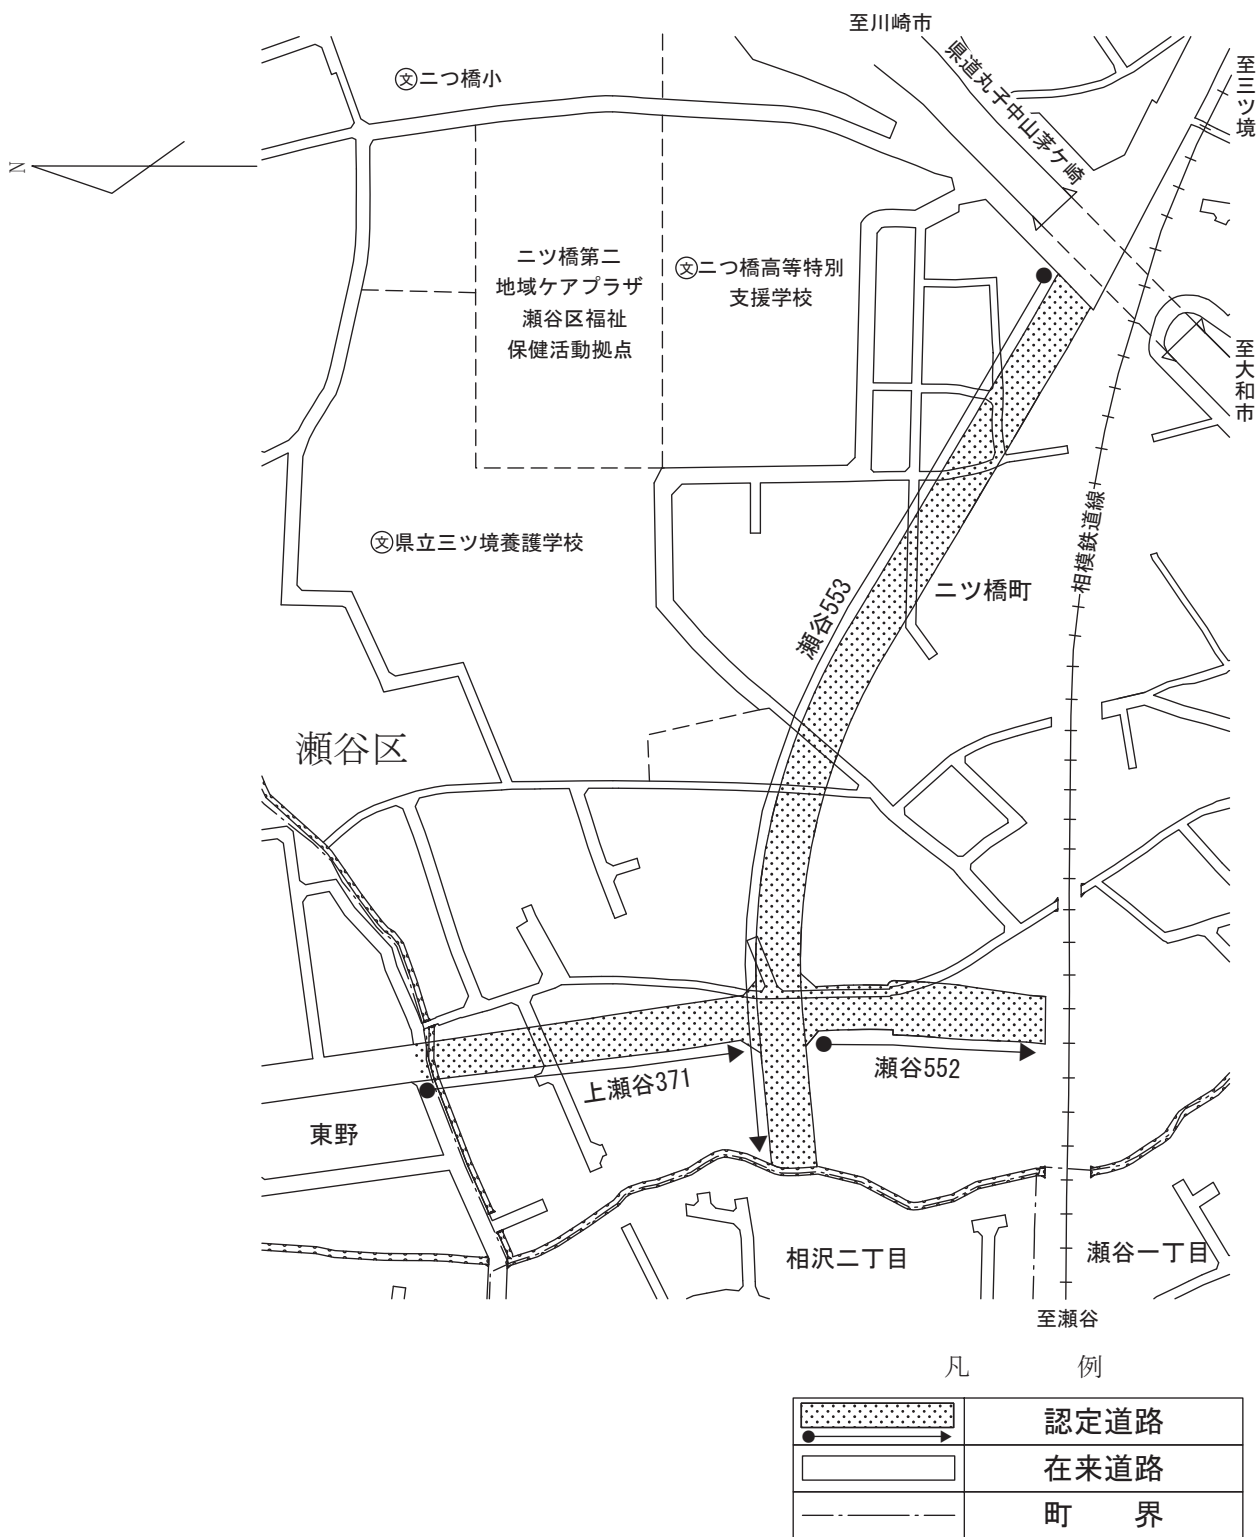 至川崎市
県道丸子中山茅ケ崎
至三ツ境
文二つ橋小
N
二ツ橋第二
地域ケアプラザ
瀬谷区福祉
保健活動拠点
文二つ橋高等特別
支援学校
至大和市
相模鉄道線
文県立三ツ境養護学校
二ツ橋町
瀬谷553
瀬谷区
瀬谷552
上瀬谷371
東野
相沢二丁目
瀬谷一丁目
至瀬谷
凡例
認定道路
在来道路
町界